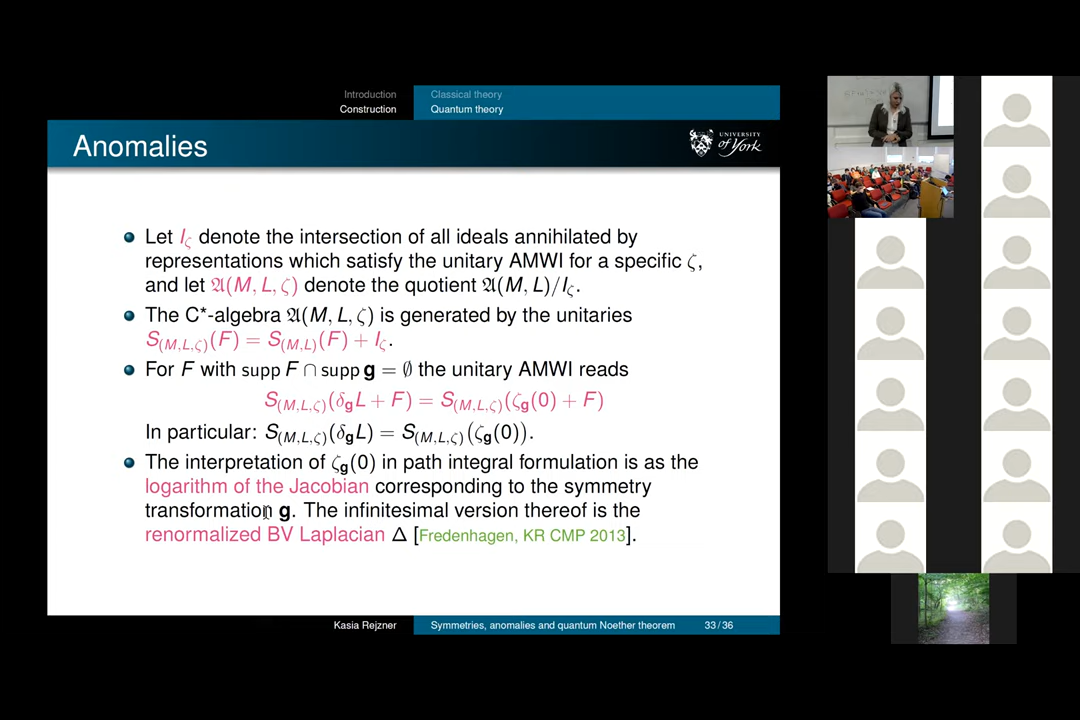 Introduction
Construction
Classical theory
Quantum theory
Anomalies
UNIVERSITY
of York
Let I_ζ denote the intersection of all ideals annihilated by
representations which satisfy the unitary AMWI for a specific ζ,
and let 𝔄(M, L, ζ) denote the quotient 𝔄(M, L)/I_ζ.
The C*-algebra 𝔄(M, L, ζ) is generated by the unitaries
S_(M,L,ζ)(F) = S_(M,L)(F) + I_ζ.
For F with supp F ∩ supp g = ∅ the unitary AMWI reads
S_(M,L,ζ)(δ_g L + F) = S_(M,L,ζ)(ζ_g(0) + F)
In particular: S_(M,L,ζ)(δ_g L) = S_(M,L,ζ)(ζ_g(0)).
The interpretation of ζ_g(0) in path integral formulation is as the
logarithm of the Jacobian corresponding to the symmetry
transformation g. The infinitesimal version thereof is the
renormalized BV Laplacian Δ [Fredenhagen, KR CMP 2013].
Kasia Rejzner
Symmetries, anomalies and quantum Noether theorem
33 / 36